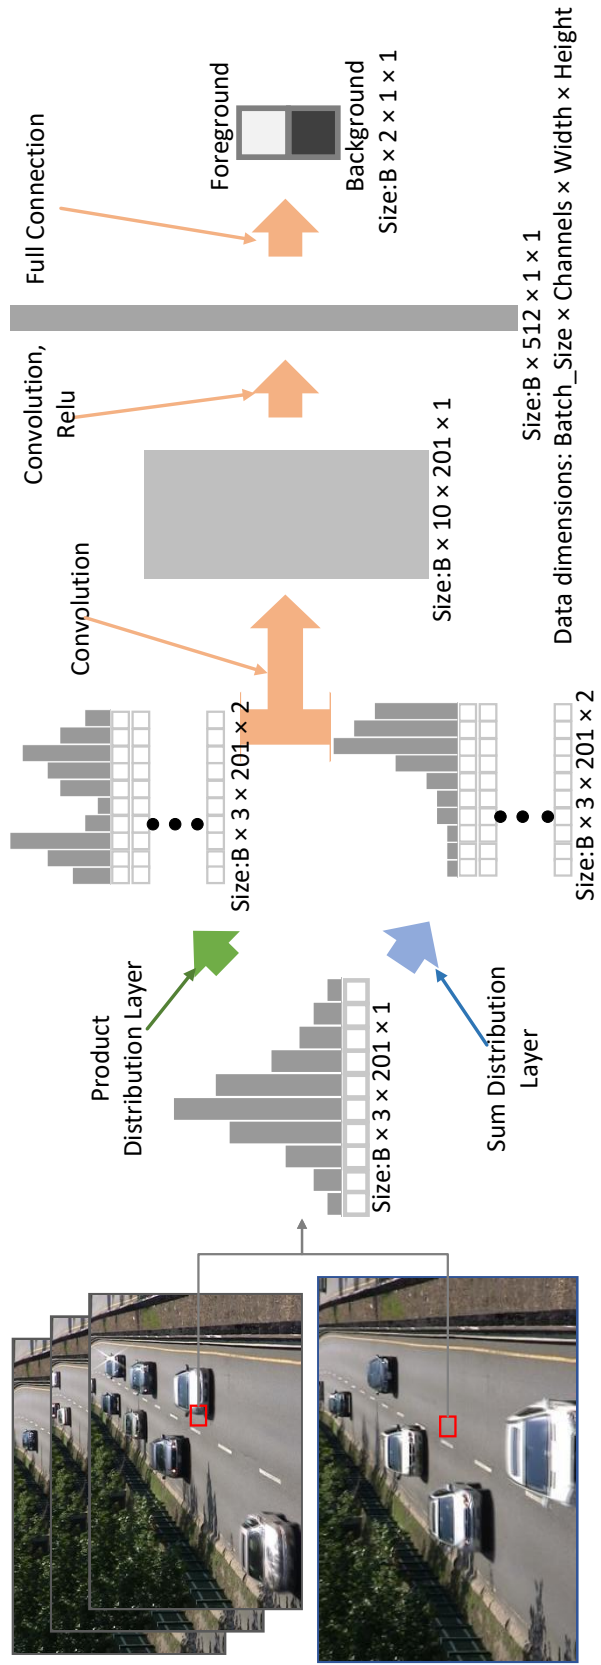 Size:B × 3 × 201 × 1
Product
Distribution Layer
Sum Distribution
Layer
Size:B × 3 × 201 × 2
Size:B × 3 × 201 × 2
Convolution
Size:B × 10 × 201 × 1
Convolution,
Relu
Size:B × 512 × 1 × 1
Full Connection
Foreground
Background
Size:B × 2 × 1 × 1
Data dimensions: Batch_Size × Channels × Width × Height